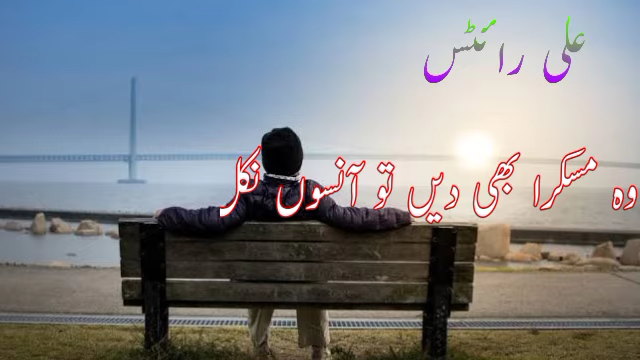 علی رائٹس
وہ مسکرا بھی دیں تو آنسوں نکل